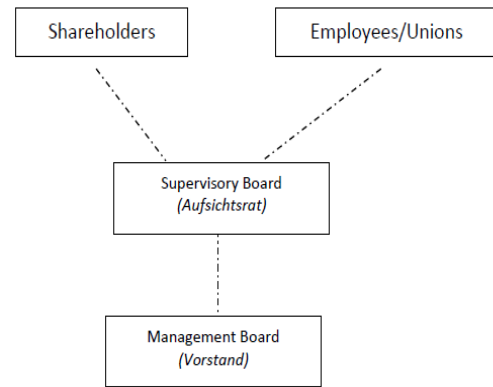 Shareholders
Employees/Unions
Supervisory Board
(Aufsichtsrat)
Management Board
(Vorstand)